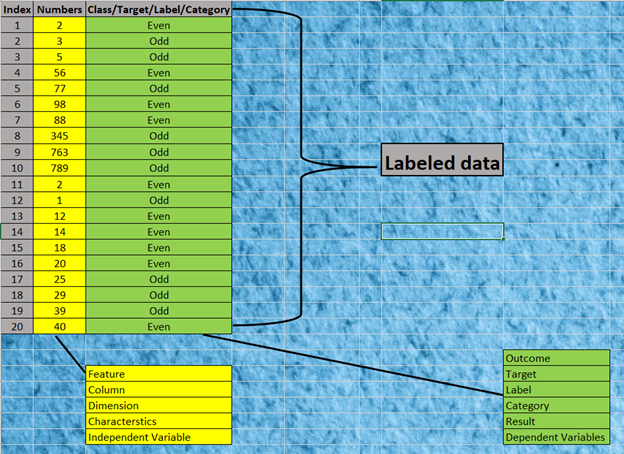 Index Numbers Class/Target/Label/Category
1 2 Even
2 3 Odd
3 5 Odd
4 56 Even
5 77 Odd
6 98 Even
7 88 Even
8 345 Odd
9 763 Odd
10 789 Odd
11 2 Even
12 1 Odd
13 12 Even
14 14 Even
15 18 Even
16 20 Even
17 25 Odd
18 29 Odd
19 39 Odd
20 40 Even
Labeled data
Feature
Column
Dimension
Characterstics
Independent Variable
Outcome
Target
Label
Category
Result
Dependent Variables